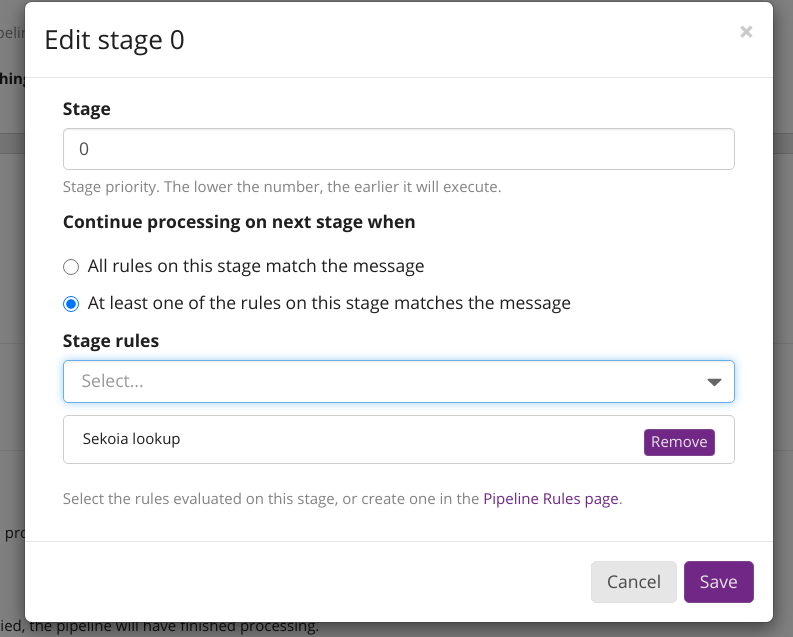 Edit stage 0
×
Stage
0
Stage priority. The lower the number, the earlier it will execute.
Continue processing on next stage when
All rules on this stage match the message
At least one of the rules on this stage matches the message
Stage rules
Select...
Sekoia lookup
Remove
Select the rules evaluated on this stage, or create one in the Pipeline Rules page.
Cancel
Save
the pipeline will have finished processing.